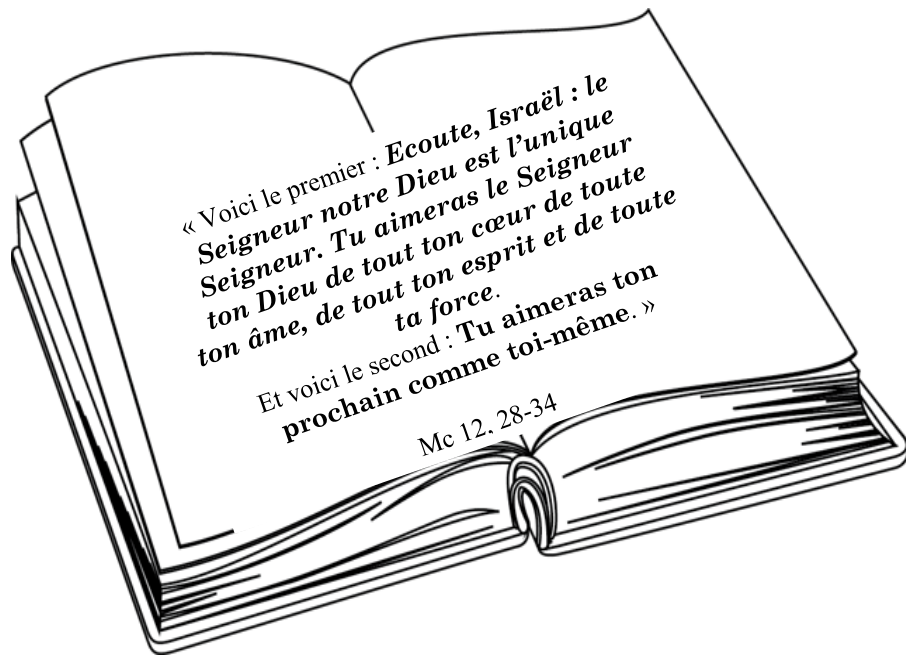 « Voici le premier : Ecoute, Israël : le
Seigneur notre Dieu est l’unique
Seigneur. Tu aimeras le Seigneur
ton Dieu de tout ton cœur de toute
ton âme, de tout ton esprit et de toute
ta force.
Et voici le second : Tu aimeras ton
prochain comme toi-même. »
Mc 12, 28-34